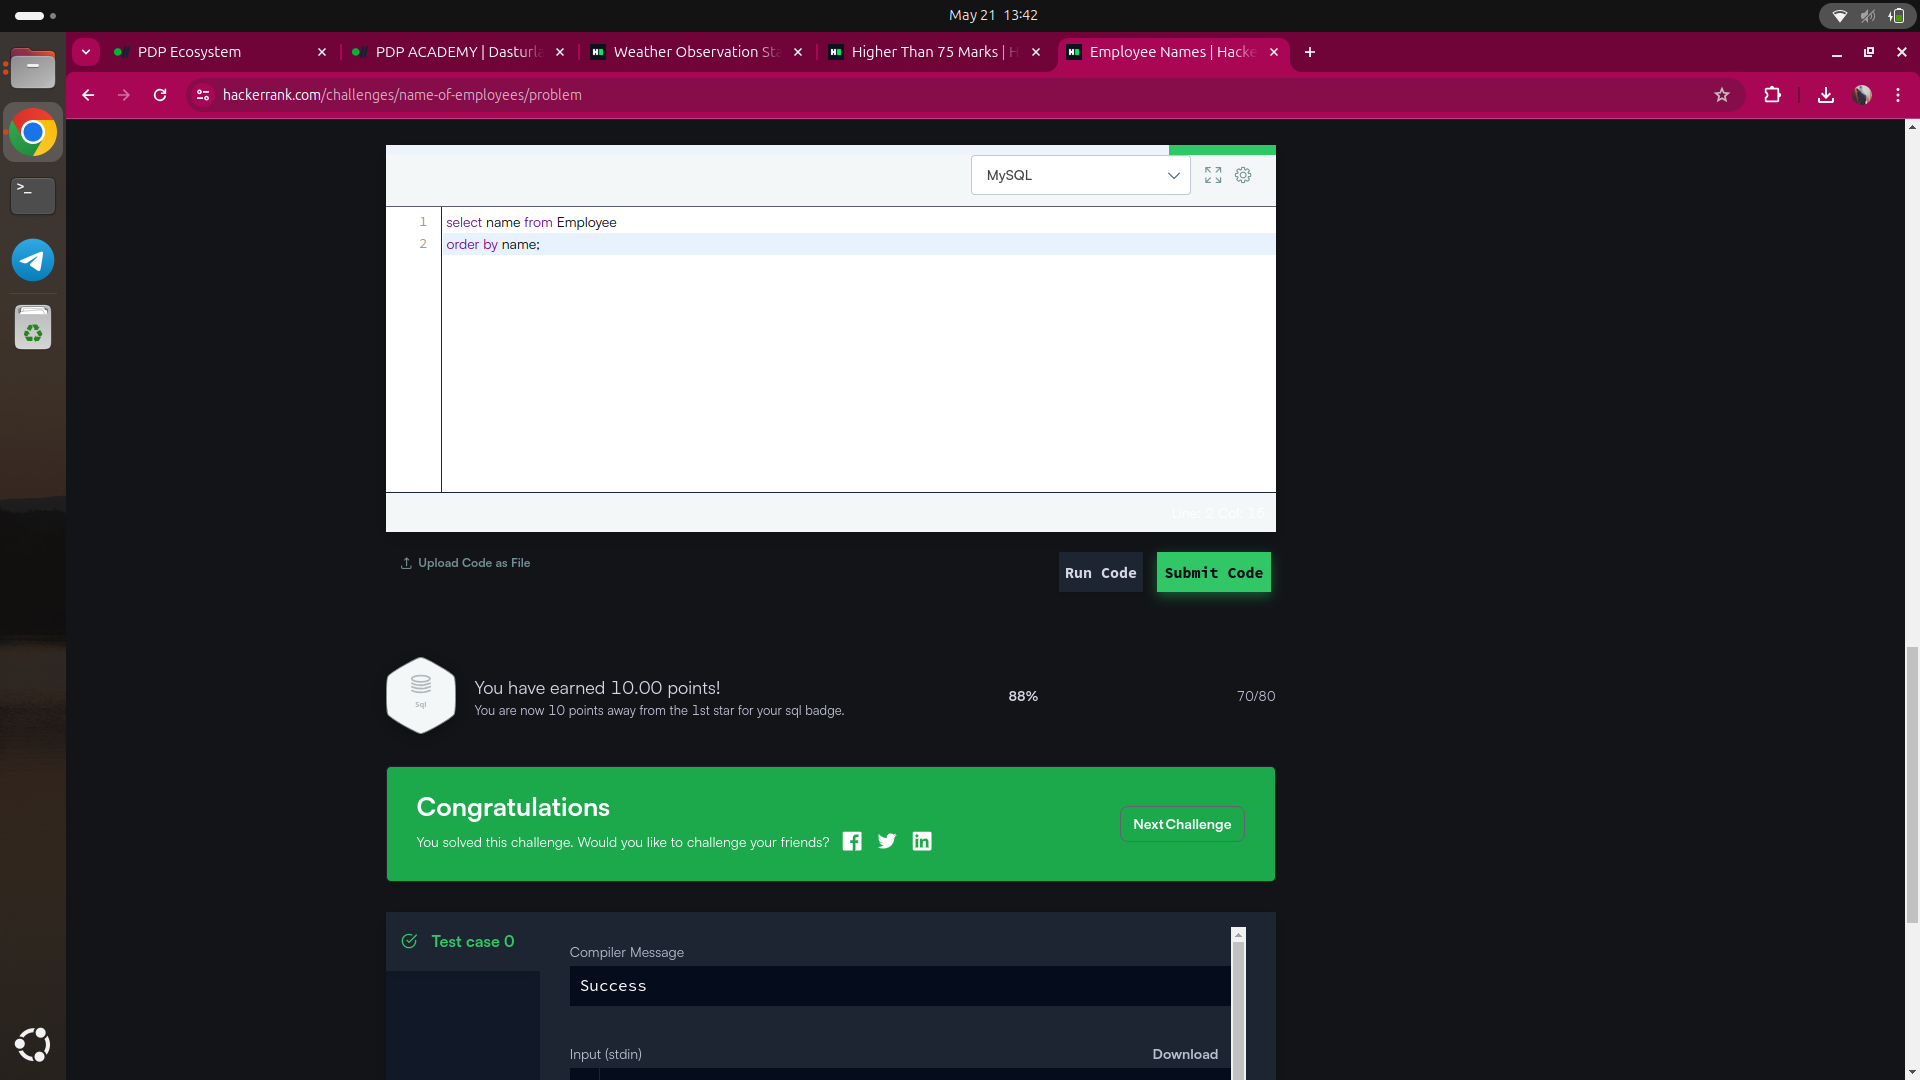 May 21 13:42
PDP Ecosystem
PDP ACADEMY | Dasturla
Weather Observation Sta
Higher Than 75 Marks | H
Employee Names | Hacke
hackerrank.com/challenges/name-of-employees/problem
MySQL
1 select name from Employee
2 order by name;
Line: 2 Col: 15
Upload Code as File
Run Code
Submit Code
Sql
You have earned 10.00 points!
You are now 10 points away from the 1st star for your sql badge.
88%
70/80
Congratulations
You solved this challenge. Would you like to challenge your friends?
Next Challenge
Test case 0
Compiler Message
Success
Input (stdin)
Download